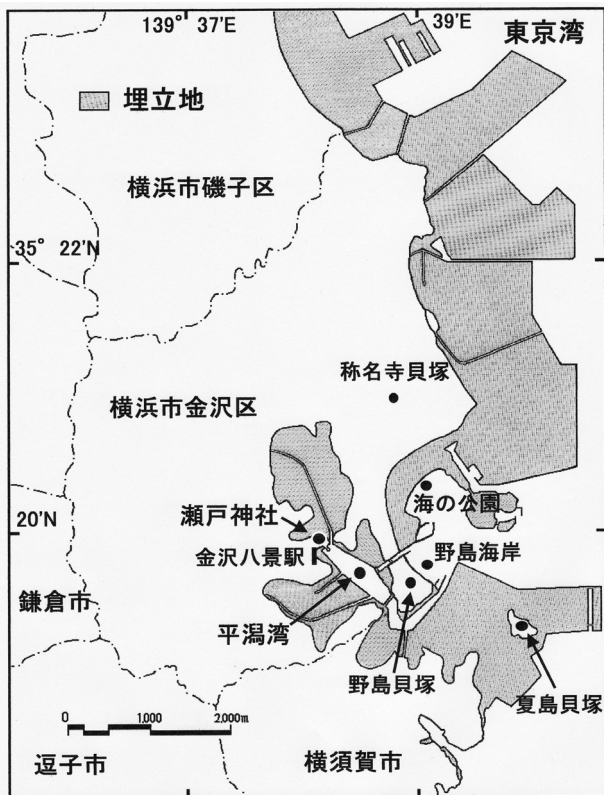 139° 37'E
39'E
東京湾
埋立地
横浜市磯子区
35° 22'N
称名寺貝塚
横浜市金沢区
海の公園
20'N
瀬戸神社
金沢八景駅
野島海岸
鎌倉市
平潟湾
野島貝塚
夏島貝塚
0 1,000 2,000m
逗子市
横須賀市